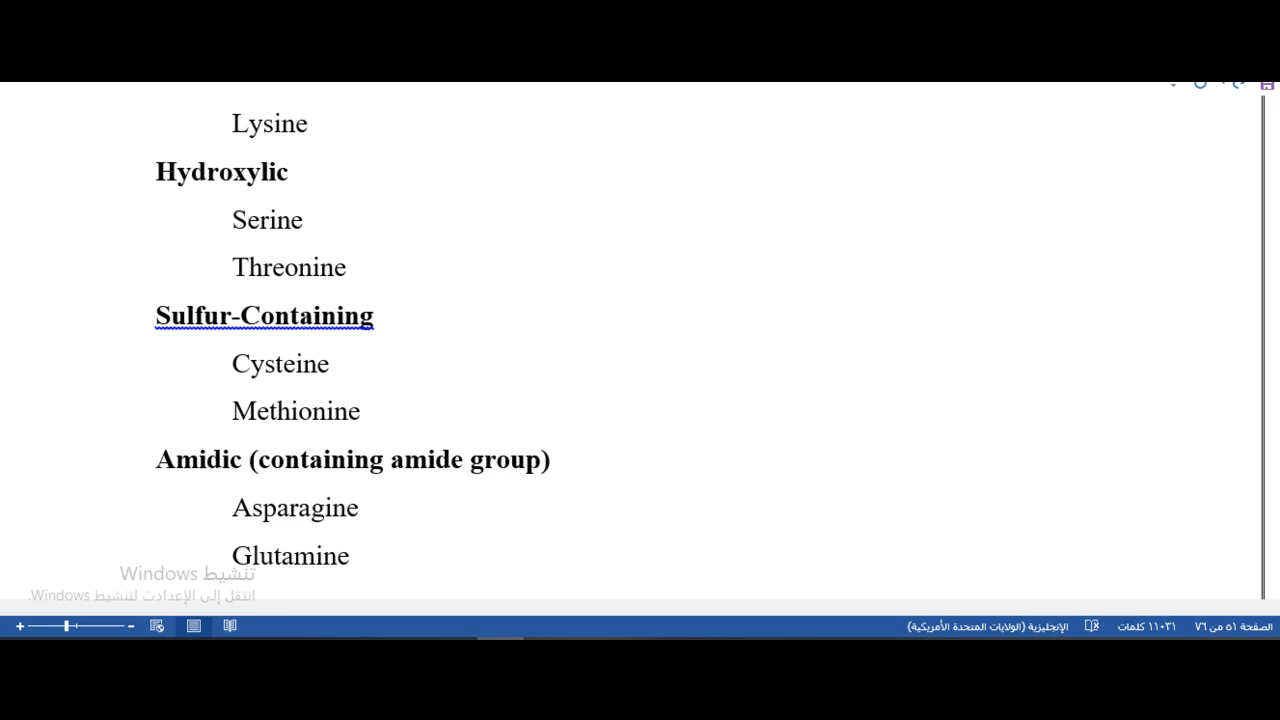 Lysine
Hydroxylic
Serine
Threonine
Sulfur-Containing
Cysteine
Methionine
Amidic (containing amide group)
Asparagine
Glutamine
تنشيط Windows
انتقل إلى الإعدادات لتنشيط Windows.
الصفحة ٥١ من ٧٦
١١٠٣١ كلمات
الإنجليزية (الولايات المتحدة الأمريكية)